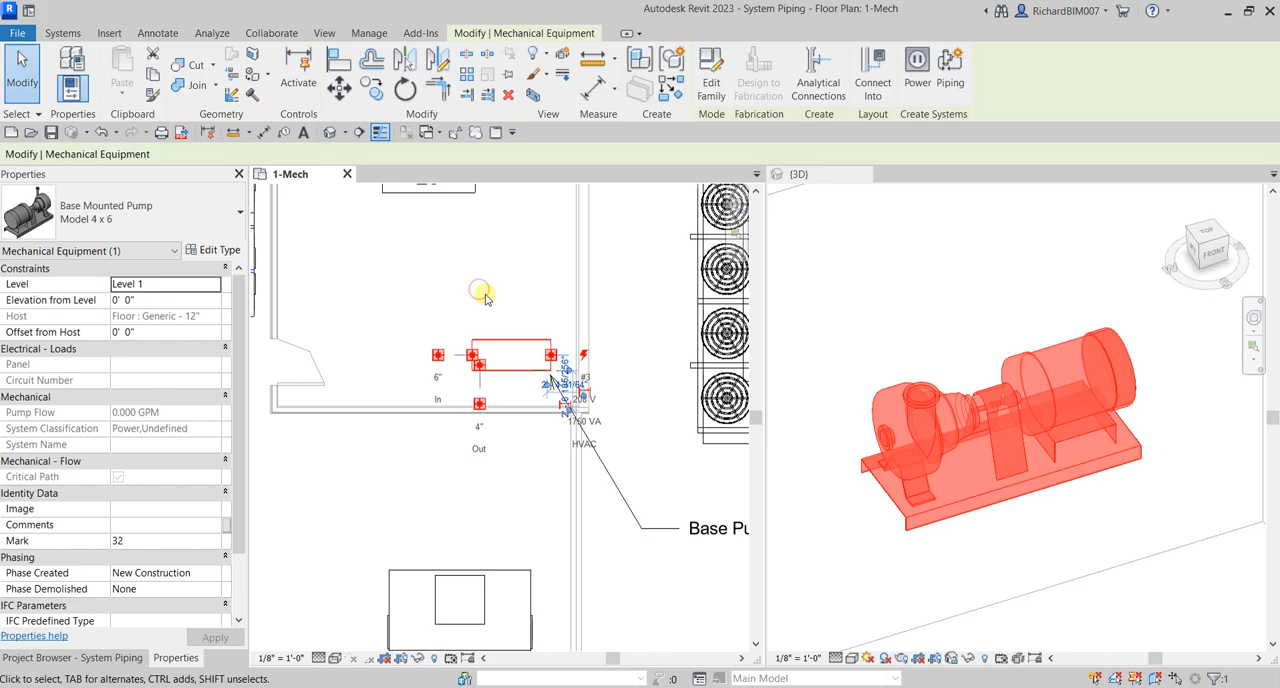 Autodesk Revit 2023 - System Piping - Floor Plan: 1-Mech
RichardBIM007
File Systems Insert Annotate Analyze Collaborate View Manage Add-Ins Modify | Mechanical Equipment
Modify
Paste
Cut
Join
Activate
Edit Family
Design to Fabrication
Analytical Connections
Connect Into
Power Piping
Select Properties Clipboard Geometry Controls Modify View Measure Create Mode Fabrication Create Layout Create Systems
Modify | Mechanical Equipment
Properties
1-Mech
{3D}
Base Mounted Pump
Model 4 x 6
Mechanical Equipment (1)
Edit Type
Constraints
Level Level 1
Elevation from Level 0' 0"
Host Floor : Generic - 12"
Offset from Host 0' 0"
Electrical - Loads
Panel
Circuit Number
Mechanical
Pump Flow 0.000 GPM
System Classification Power,Undefined
System Name
Mechanical - Flow
Critical Path
Identity Data
Image
Comments
Mark 32
Phasing
Phase Created New Construction
Phase Demolished None
IFC Parameters
IFC Predefined Type
Properties help
Apply
Project Browser - System Piping Properties
6"
In
4"
Out
#3
208 V
1750 VA
HVAC
Base Pu
TOP
FRONT
W
S
1/8" = 1'-0"
1/8" = 1'-0"
Click to select, TAB for alternates, CTRL adds, SHIFT unselects.
:0
Main Model
:1